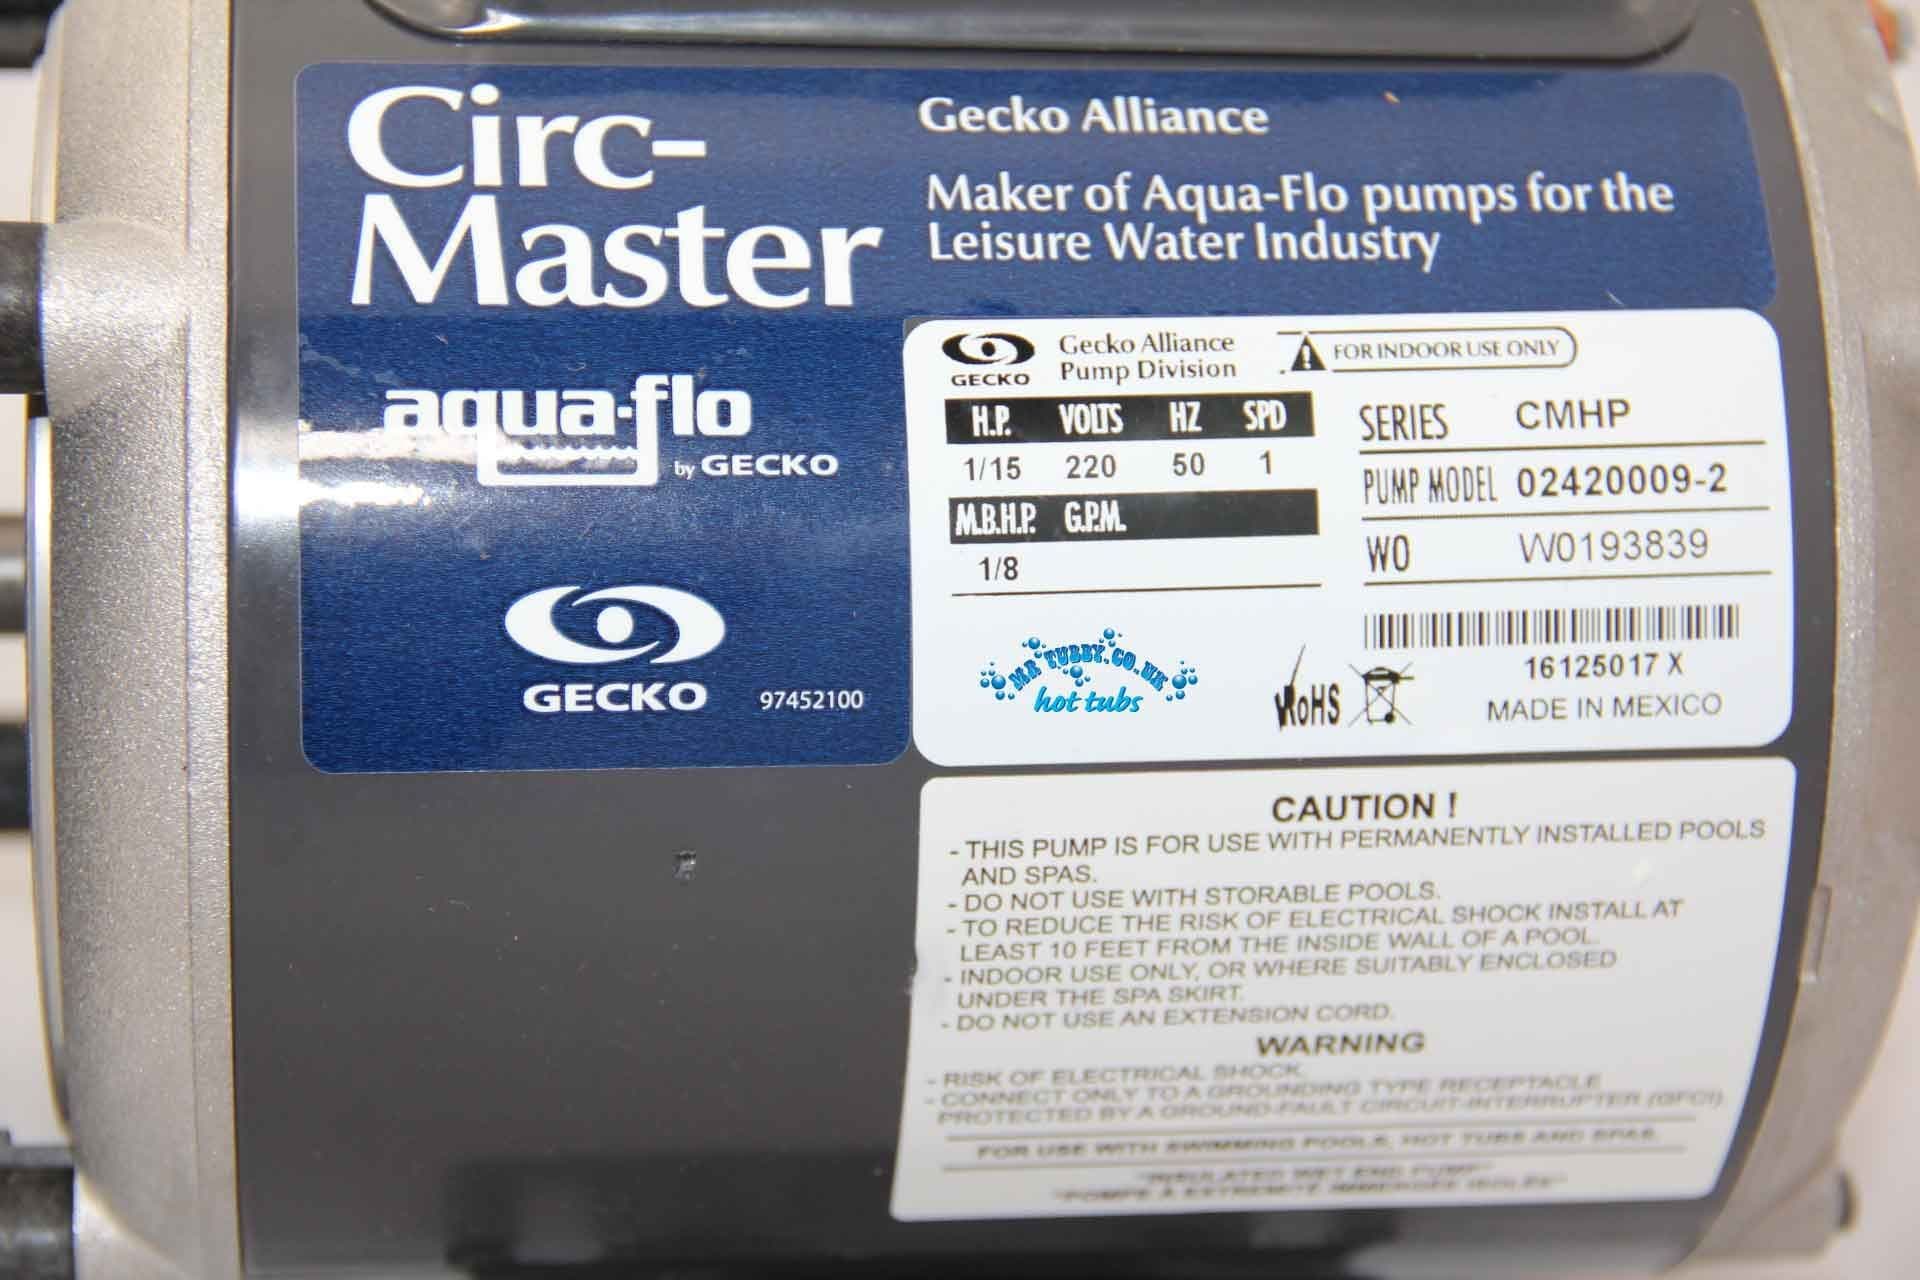 Circ-
Master
aqua-flo
by GECKO
GECKO
97452100
Gecko Alliance
Maker of Aqua-Flo pumps for the
Leisure Water Industry
GECKO
Gecko Alliance
Pump Division
FOR INDOOR USE ONLY
H.P. VOLTS HZ SPD
1/15 220 50 1
M.B.H.P. G.P.M.
1/8
SERIES CMHP
PUMP MODEL 02420009-2
WO W0193839
MR TUBBY.CO.UK
hot tubs
RoHS
16125017 X
MADE IN MEXICO
CAUTION !
- THIS PUMP IS FOR USE WITH PERMANENTLY INSTALLED POOLS
AND SPAS.
- DO NOT USE WITH STORABLE POOLS.
- TO REDUCE THE RISK OF ELECTRICAL SHOCK INSTALL AT
LEAST 10 FEET FROM THE INSIDE WALL OF A POOL.
- INDOOR USE ONLY, OR WHERE SUITABLY ENCLOSED
UNDER THE SPA SKIRT.
- DO NOT USE AN EXTENSION CORD.
WARNING
- RISK OF ELECTRICAL SHOCK.
- CONNECT ONLY TO A GROUNDING TYPE RECEPTACLE
PROTECTED BY A GROUND-FAULT CIRCUIT-INTERRUPTER (GFCI)
FOR USE WITH SWIMMING POOLS, HOT TUBS AND SPAS.
"INSULATED WET END PUMP"
"POMPE A EXTREMITE IMMERGEE ISOLEE"